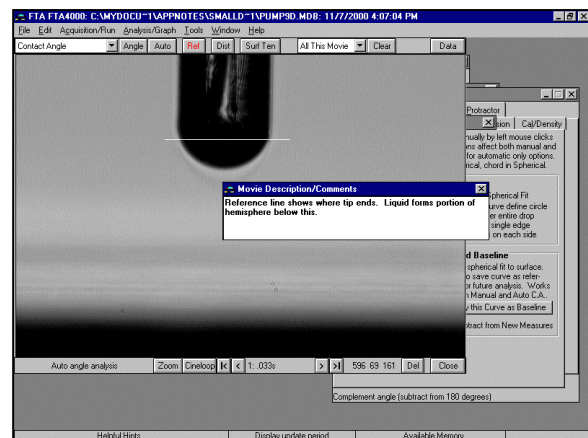 FTA FTA4000: C:\MYDOCU~1\APPNOTES\SMALLD~1\PUMP9D.MDB: 11/7/2000 4:07:04 PM
File Edit Acquisition/Run Analysis/Graph Tools Window Help
Contact Angle Angle Auto Ref Dist Surf Ten All This Movie Clear Data
Protractor
sion Cal/Density
nually by left mouse clicks
ns affect both manual and
for automatic only options.
rical, chord in Spherical.
Movie Description/Comments
Reference line shows where tip ends. Liquid forms portion of
hemisphere below this.
Spherical Fit
urve define circle
er entire drop
single edge
on each side
d Baseline
spherical fit to surface.
o save curve as refer-
or future analysis. Works
n Manual and Auto C.A..
y this Curve as Baseline
btract from New Measures
Auto angle analysis Zoom Cineloop 1: .033s 596 69 161 Del Close
Complement angle (subtract from 180 degrees)
Helpful Hints Display update period Available Memory